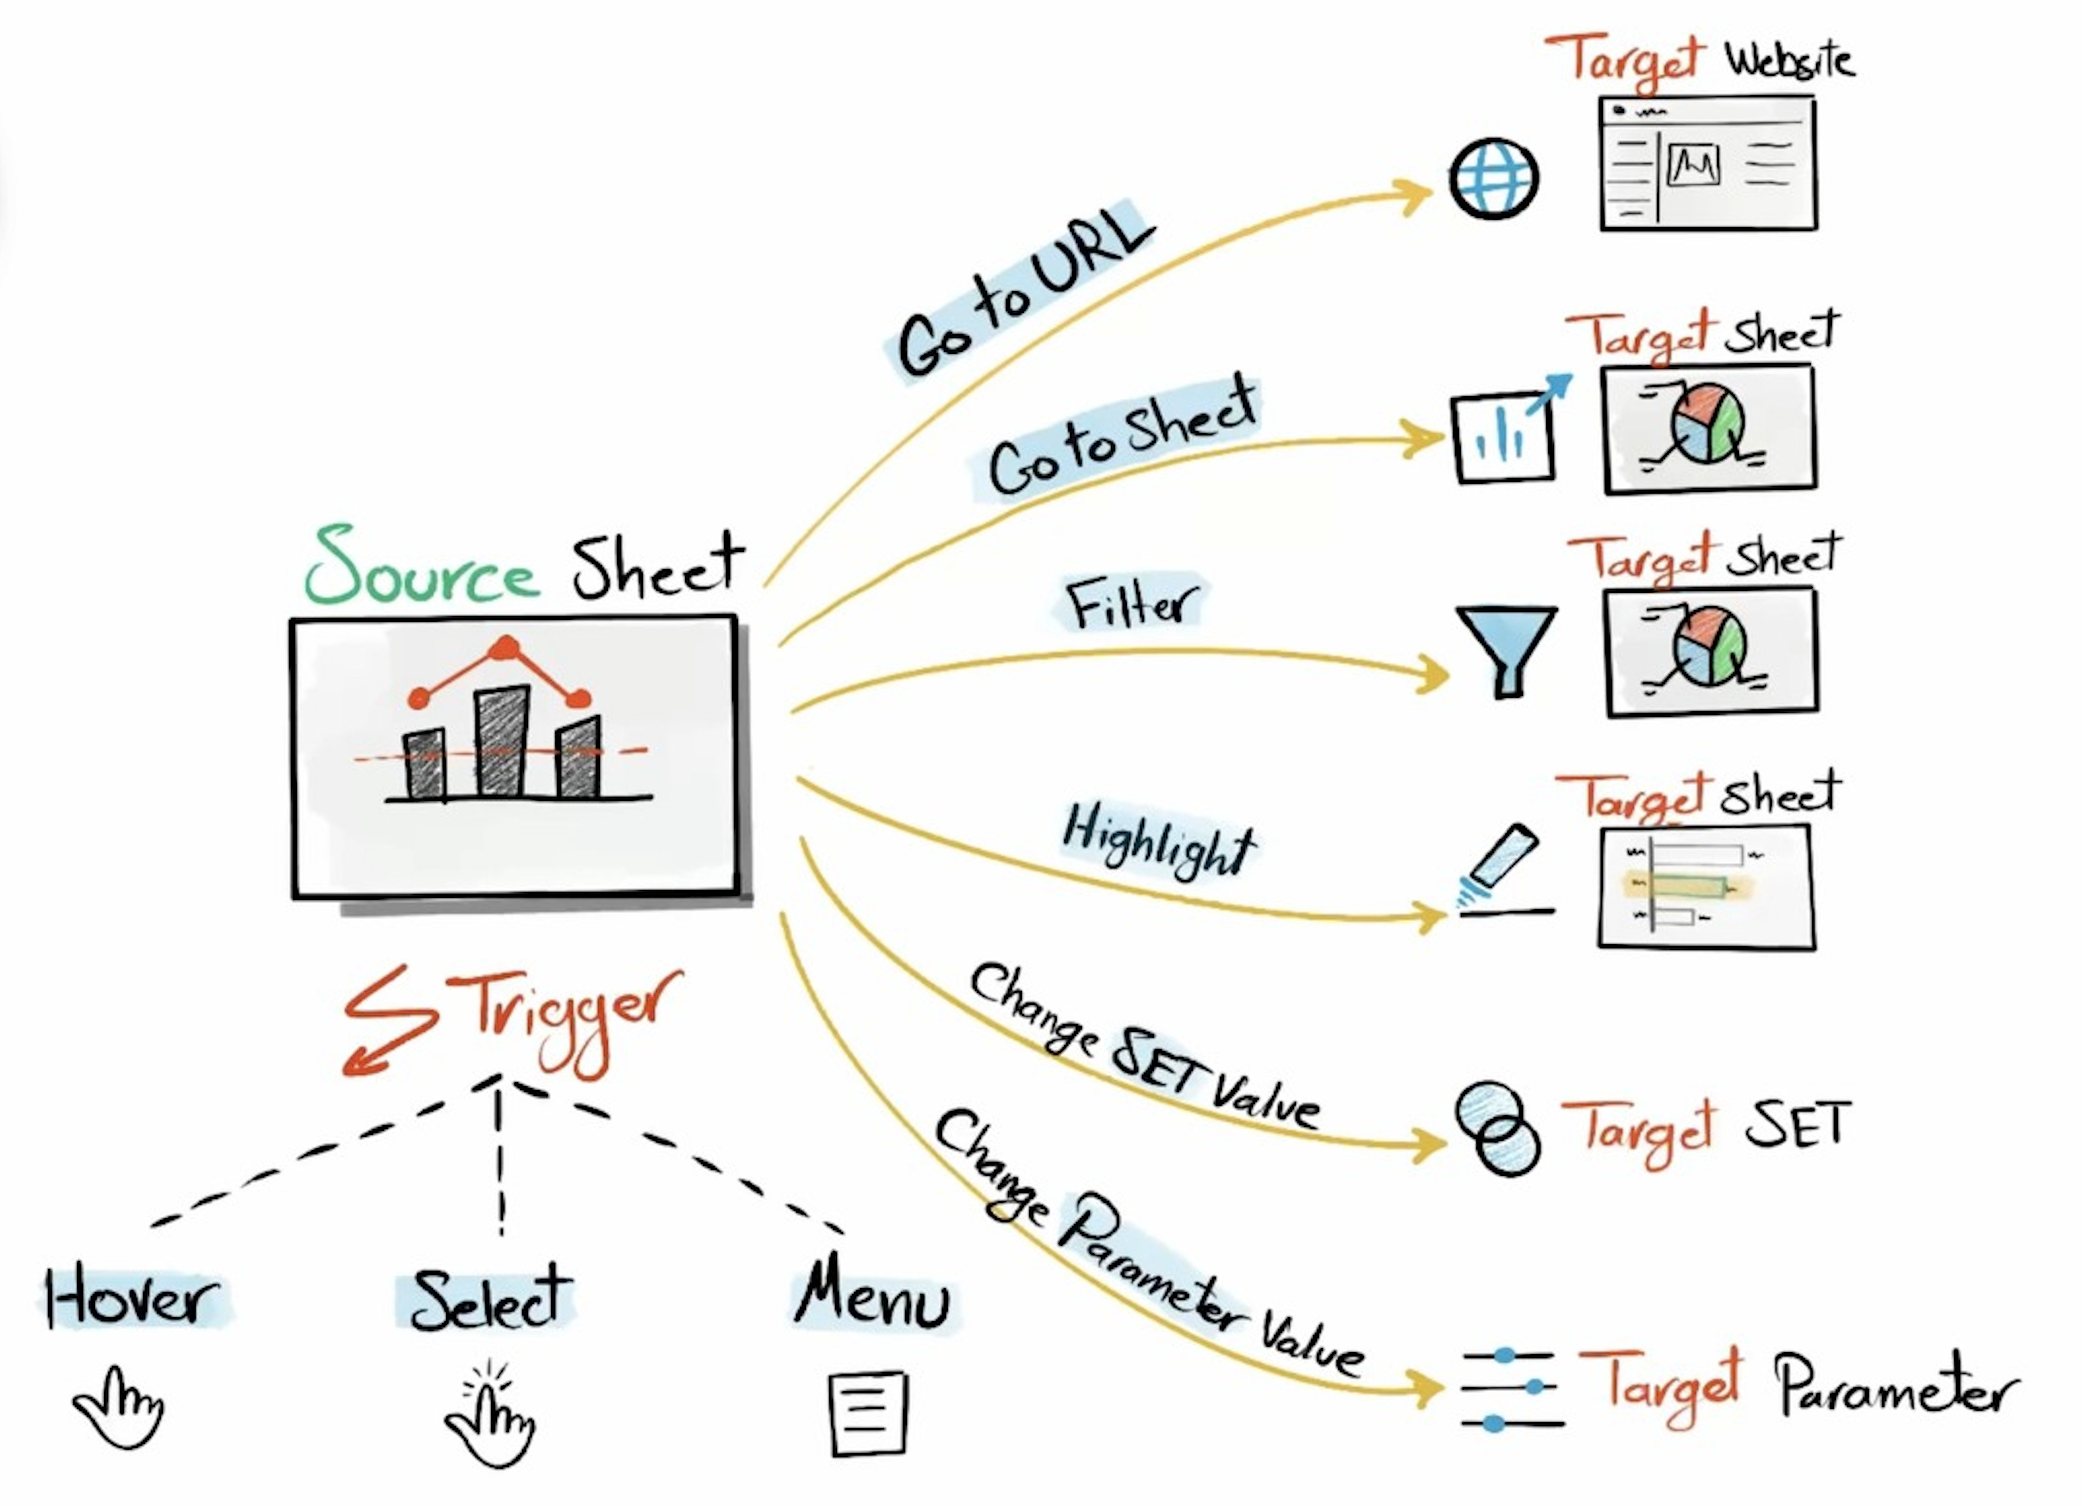 Target Website
Go to URL
Target Sheet
Go to Sheet
Source Sheet
Target Sheet
Filter
Target Sheet
Highlight
Trigger
Change SET Value
Target SET
Change Parameter Value
Target Parameter
Hover
Select
Menu